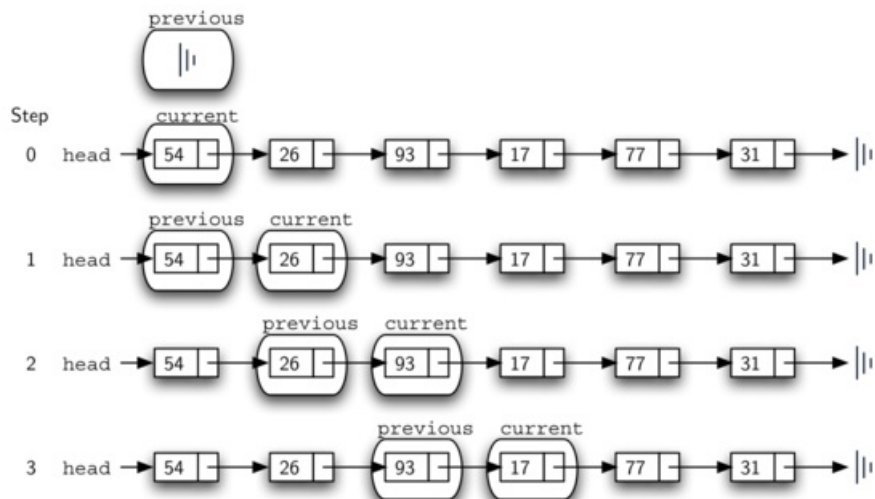 previous
Step
current
0 head 54 26 93 17 77 31
previous current
1 head 54 26 93 17 77 31
previous current
2 head 54 26 93 17 77 31
previous current
3 head 54 26 93 17 77 31